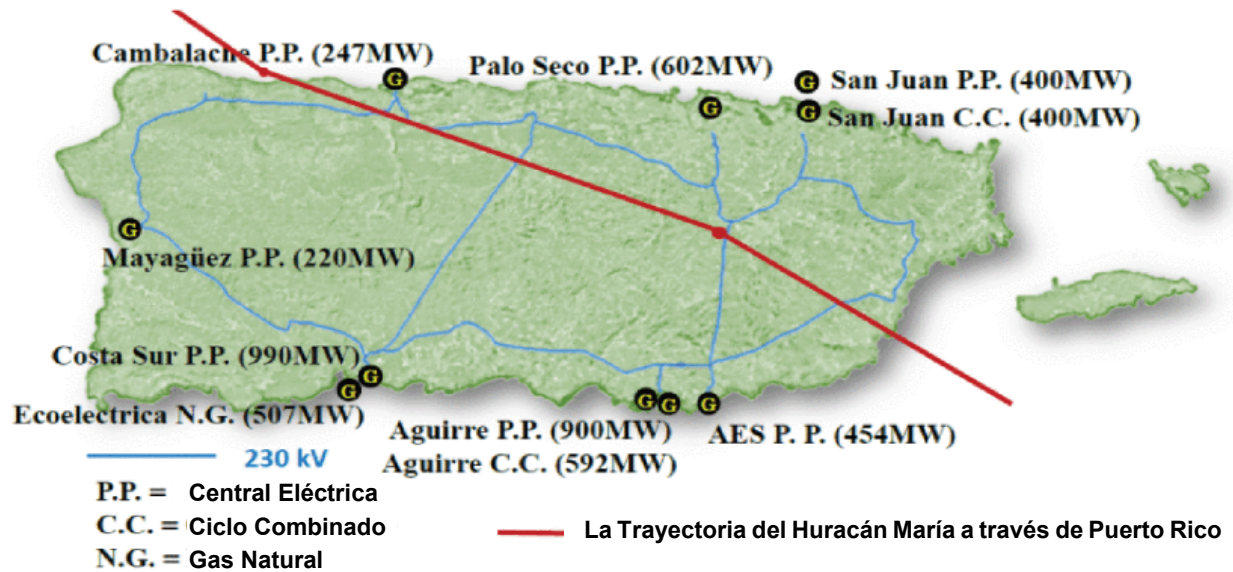 Cambalache P.P. (247MW)
Palo Seco P.P. (602MW)
G San Juan P.P. (400MW)
G
G
G San Juan C.C. (400MW)
G
Mayagüez P.P. (220MW)
Costa Sur P.P. (990MW)
G
G
Ecoelectrica N.G. (507MW)
G
G
G
Aguirre P.P. (900MW)
AES P. P. (454MW)
Aguirre C.C. (592MW)
230 kV
P.P. = Central Eléctrica
C.C. = Ciclo Combinado
La Trayectoria del Huracán María a través de Puerto Rico
N.G. = Gas Natural